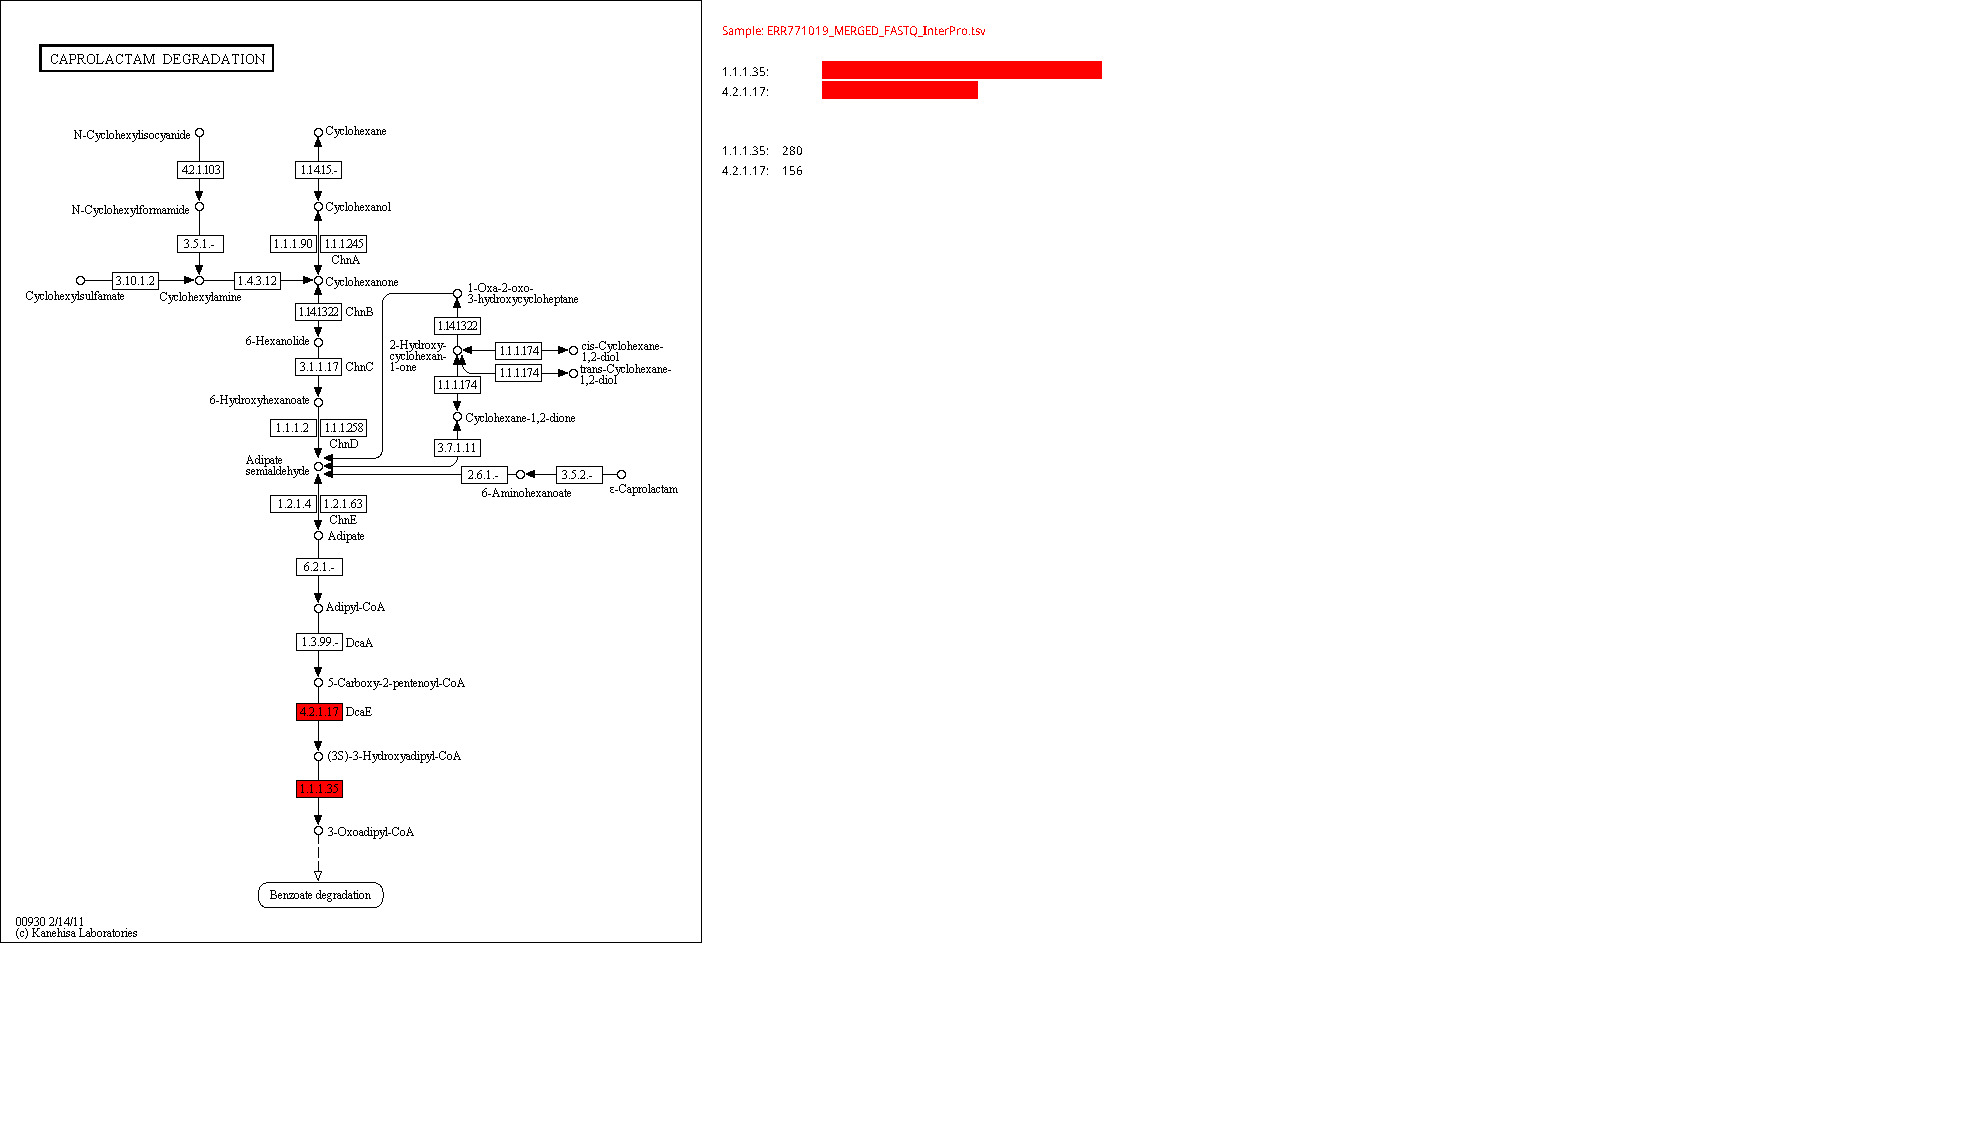 CAPROLACTAM DEGRADATION
Sample: ERR771019_MERGED_FASTQ_InterPro.tsv
1.1.1.35:
4.2.1.17:
1.1.1.35: 280
4.2.1.17: 156
N-Cyclohexylisocyanide
Cyclohexane
4.2.1.103
1.14.15.-
N-Cyclohexylformamide
Cyclohexanol
3.5.1.-
1.1.1.90
1.1.1.245
ChnA
3.10.1.2
1.4.3.12
Cyclohexanone
Cyclohexylsulfamate
Cyclohexylamine
1-Oxa-2-oxo-
3-hydroxycycloheptane
1.14.13.22
ChnB
1.14.13.22
6-Hexanolide
2-Hydroxy-
cyclohexan-
1-one
1.1.1.174
cis-Cyclohexane-
1,2-diol
3.1.1.17
ChnC
1.1.1.174
trans-Cyclohexane-
1,2-diol
1.1.1.174
6-Hydroxyhexanoate
Cyclohexane-1,2-dione
1.1.1.2
1.1.1.258
ChnD
3.7.1.11
Adipate
semialdehyde
2.6.1.-
3.5.2.-
6-Aminohexanoate
ε-Caprolactam
1.2.1.4
1.2.1.63
ChnE
Adipate
6.2.1.-
Adipyl-CoA
1.3.99.-
DcaA
5-Carboxy-2-pentenoyl-CoA
4.2.1.17
DcaE
(3S)-3-Hydroxyadipyl-CoA
1.1.1.35
3-Oxoadipyl-CoA
Benzoate degradation
00930 2/14/11
(c) Kanehisa Laboratories